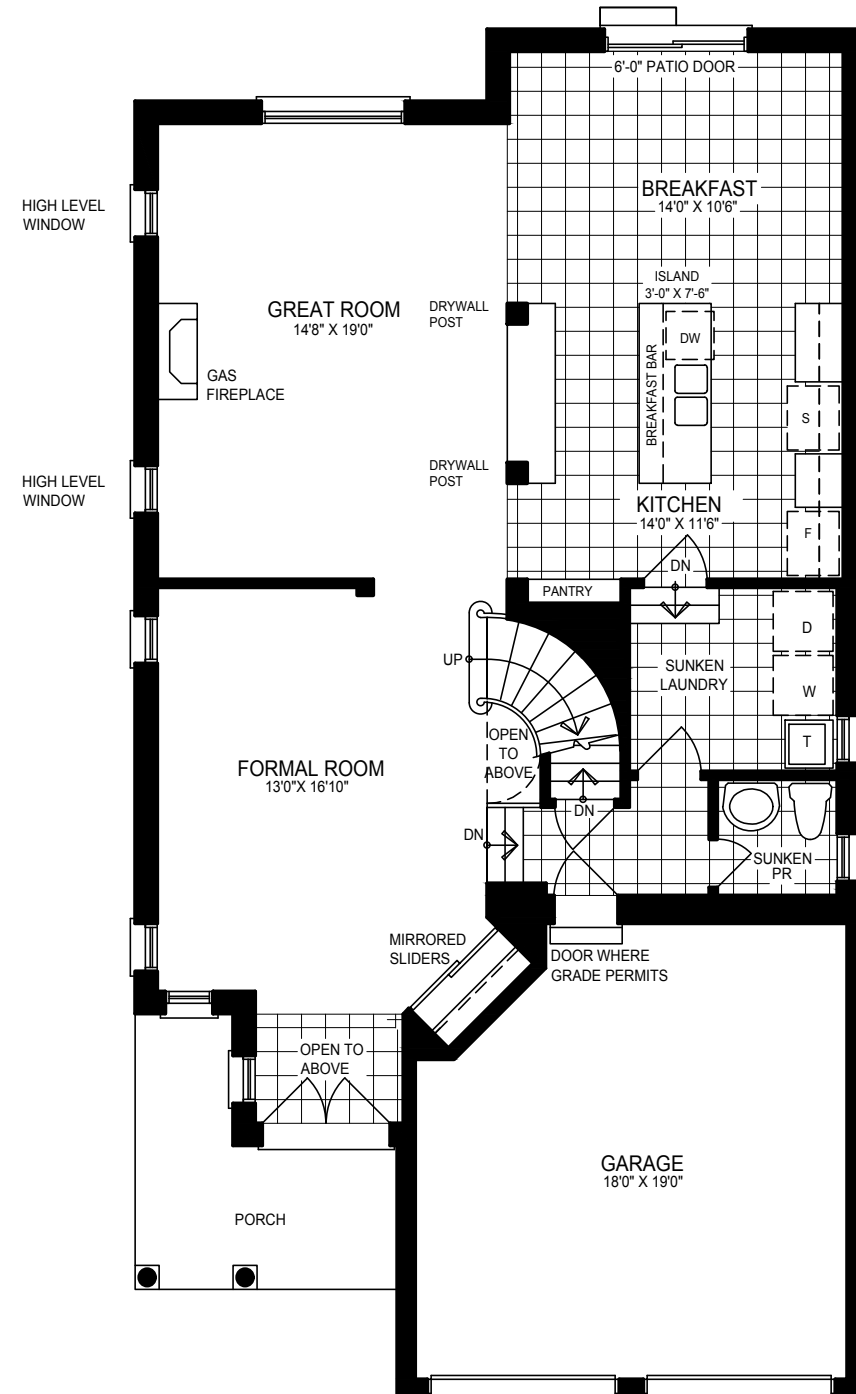 6'-0" PATIO DOOR
BREAKFAST
14'0" X 10'6"
HIGH LEVEL
WINDOW
ISLAND
3'-0" X 7'-6"
GREAT ROOM
14'8" X 19'0"
DRYWALL
POST
DW
BREAKFAST BAR
GAS
FIREPLACE
S
HIGH LEVEL
WINDOW
DRYWALL
POST
KITCHEN
14'0" X 11'6"
F
DN
PANTRY
D
UP
SUNKEN
LAUNDRY
W
OPEN
TO
ABOVE
T
FORMAL ROOM
13'0"X 16'10"
DN
DN
SUNKEN
PR
MIRRORED
SLIDERS
DOOR WHERE
GRADE PERMITS
OPEN TO
ABOVE
GARAGE
18'0" X 19'0"
PORCH